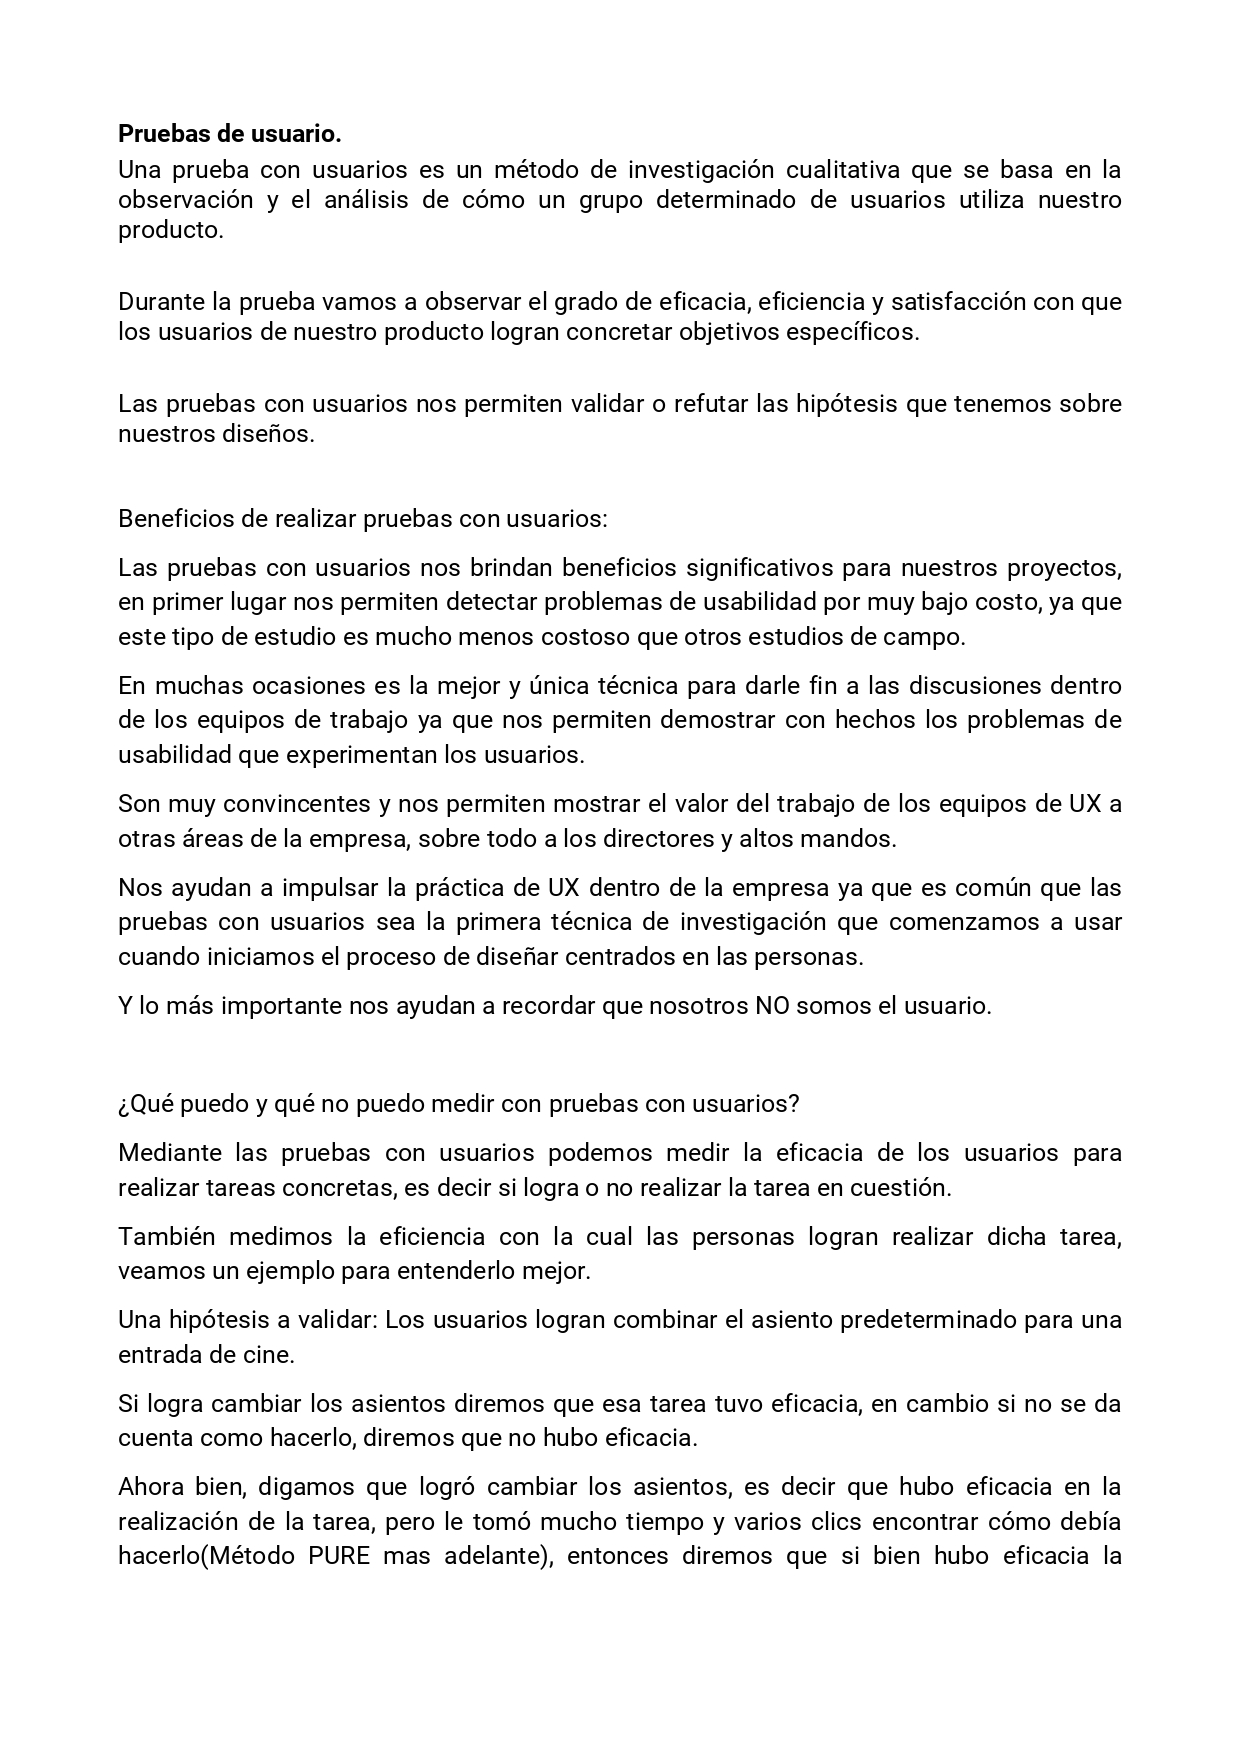 Pruebas de usuario.
Una prueba con usuarios es un método de investigación cualitativa que se basa en la
observación y el análisis de cómo un grupo determinado de usuarios utiliza nuestro
producto.
Durante la prueba vamos a observar el grado de eficacia, eficiencia y satisfacción con que
los usuarios de nuestro producto logran concretar objetivos específicos.
Las pruebas con usuarios nos permiten validar o refutar las hipótesis que tenemos sobre
nuestros diseños.
Beneficios de realizar pruebas con usuarios:
Las pruebas con usuarios nos brindan beneficios significativos para nuestros proyectos,
en primer lugar nos permiten detectar problemas de usabilidad por muy bajo costo, ya que
este tipo de estudio es mucho menos costoso que otros estudios de campo.
En muchas ocasiones es la mejor y única técnica para darle fin a las discusiones dentro
de los equipos de trabajo ya que nos permiten demostrar con hechos los problemas de
usabilidad que experimentan los usuarios.
Son muy convincentes y nos permiten mostrar el valor del trabajo de los equipos de UX a
otras áreas de la empresa, sobre todo a los directores y altos mandos.
Nos ayudan a impulsar la práctica de UX dentro de la empresa ya que es común que las
pruebas con usuarios sea la primera técnica de investigación que comenzamos a usar
cuando iniciamos el proceso de diseñar centrados en las personas.
Y lo más importante nos ayudan a recordar que nosotros NO somos el usuario.
¿Qué puedo y qué no puedo medir con pruebas con usuarios?
Mediante las pruebas con usuarios podemos medir la eficacia de los usuarios para
realizar tareas concretas, es decir si logra o no realizar la tarea en cuestión.
También medimos la eficiencia con la cual las personas logran realizar dicha tarea,
veamos un ejemplo para entenderlo mejor.
Una hipótesis a validar: Los usuarios logran combinar el asiento predeterminado para una
entrada de cine.
Si logra cambiar los asientos diremos que esa tarea tuvo eficacia, en cambio si no se da
cuenta como hacerlo, diremos que no hubo eficacia.
Ahora bien, digamos que logró cambiar los asientos, es decir que hubo eficacia en la
realización de la tarea, pero le tomó mucho tiempo y varios clics encontrar cómo debía
hacerlo(Método PURE mas adelante), entonces diremos que si bien hubo eficacia la